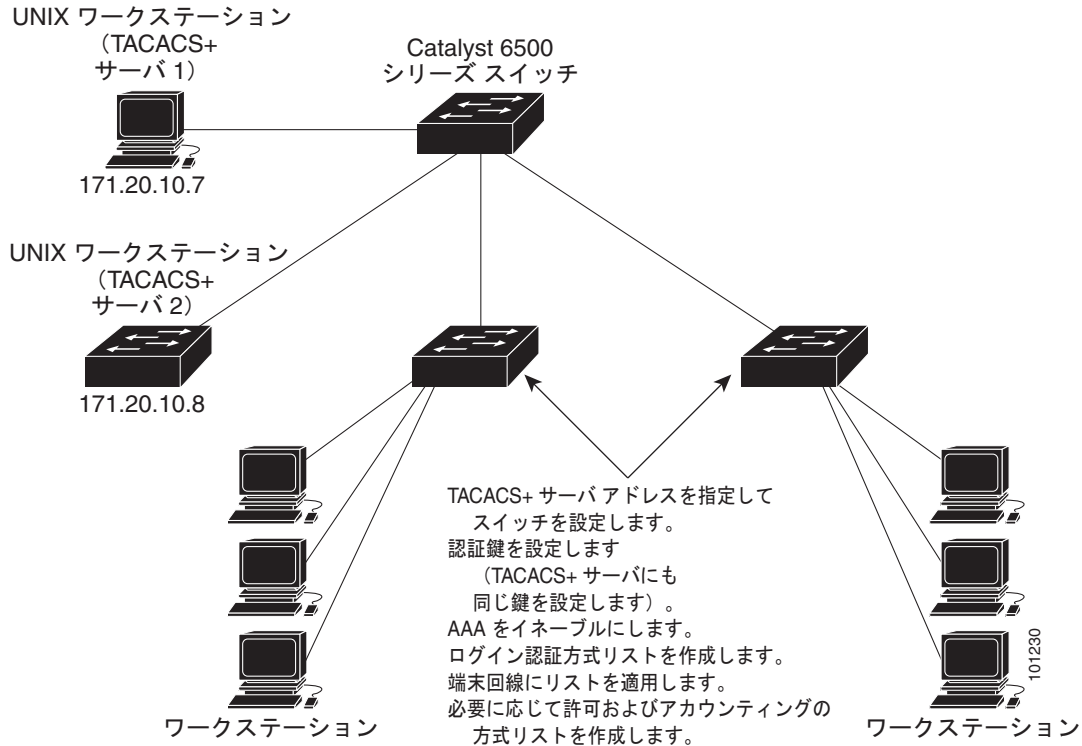 UNIX ワークステーション
(TACACS+
サーバ 1)
Catalyst 6500
シリーズ スイッチ
171.20.10.7
UNIX ワークステーション
(TACACS+
サーバ 2)
171.20.10.8
TACACS+ サーバ アドレスを指定して
スイッチを設定します。
認証鍵を設定します
(TACACS+ サーバにも
同じ鍵を設定します)。
AAA をイネーブルにします。
ログイン認証方式リストを作成します。
端末回線にリストを適用します。
必要に応じて許可およびアカウンティングの
方式リストを作成します。
ワークステーション
ワークステーション
101230